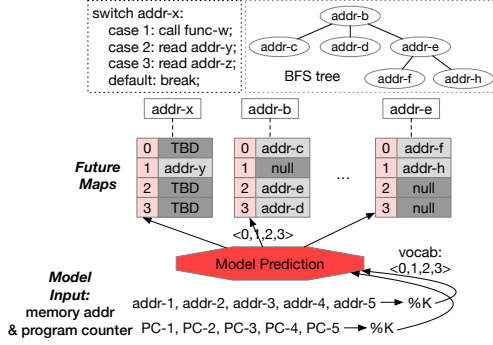 switch addr-x:
case 1: call func-w;
case 2: read addr-y;
case 3: read addr-z;
default: break;
addr-b
addr-c addr-d addr-e
addr-f addr-h
BFS tree
addr-x addr-b addr-e
Future
Maps
0 TBD
1 addr-y
2 TBD
3 TBD
0 addr-c
1 null
2 addr-e
3 addr-d
...
0 addr-f
1 addr-h
2 null
3 null
<0,1,2,3>
Model Prediction
vocab:
<0,1,2,3>
Model
Input:
memory addr
& program counter
addr-1, addr-2, addr-3, addr-4, addr-5 %K
PC-1, PC-2, PC-3, PC-4, PC-5 %K